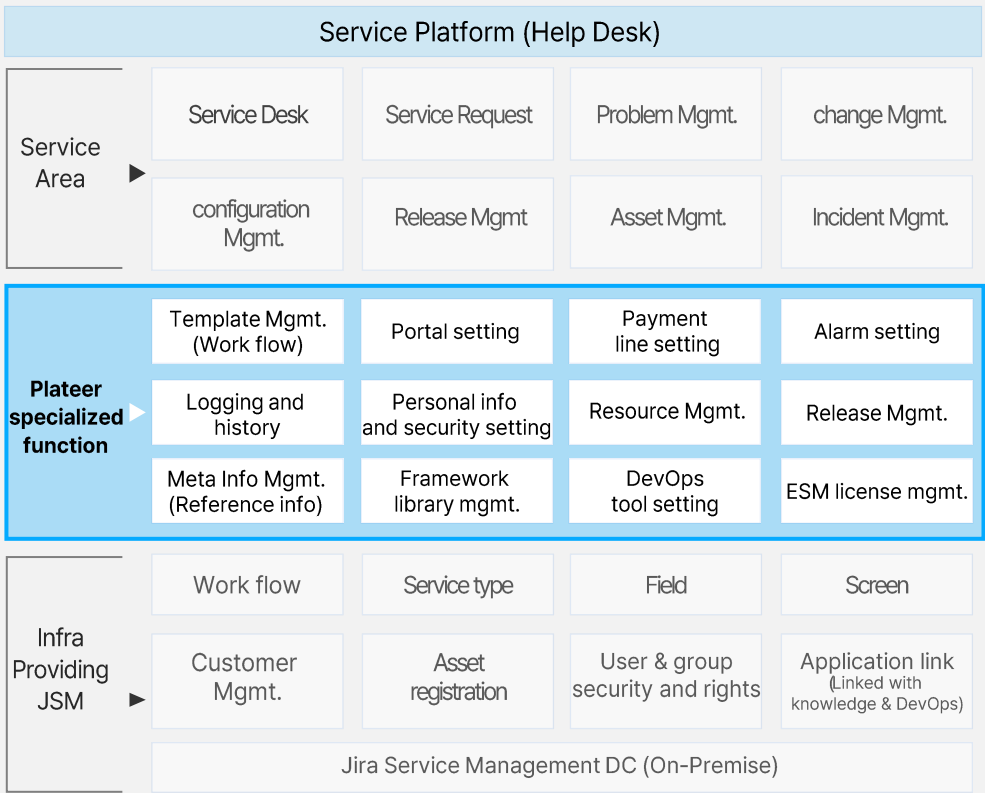 Service Platform (Help Desk)
Service
Area
Service Desk
Service Request
Problem Mgmt.
change Mgmt.
configuration
Mgmt.
Release Mgmt
Asset Mgmt.
Incident Mgmt.
Plateer
specialized
function
Template Mgmt.
(Work flow)
Portal setting
Payment
line setting
Alarm setting
Logging and
history
Personal info
and security setting
Resource Mgmt.
Release Mgmt.
Meta Info Mgmt.
(Reference info)
Framework
library mgmt.
DevOps
tool setting
ESM license mgmt.
Infra
Providing
JSM
Work flow
Service type
Field
Screen
Customer
Mgmt.
Asset
registration
User & group
security and rights
Application link
(Linked with
knowledge & DevOps)
Jira Service Management DC (On-Premise)